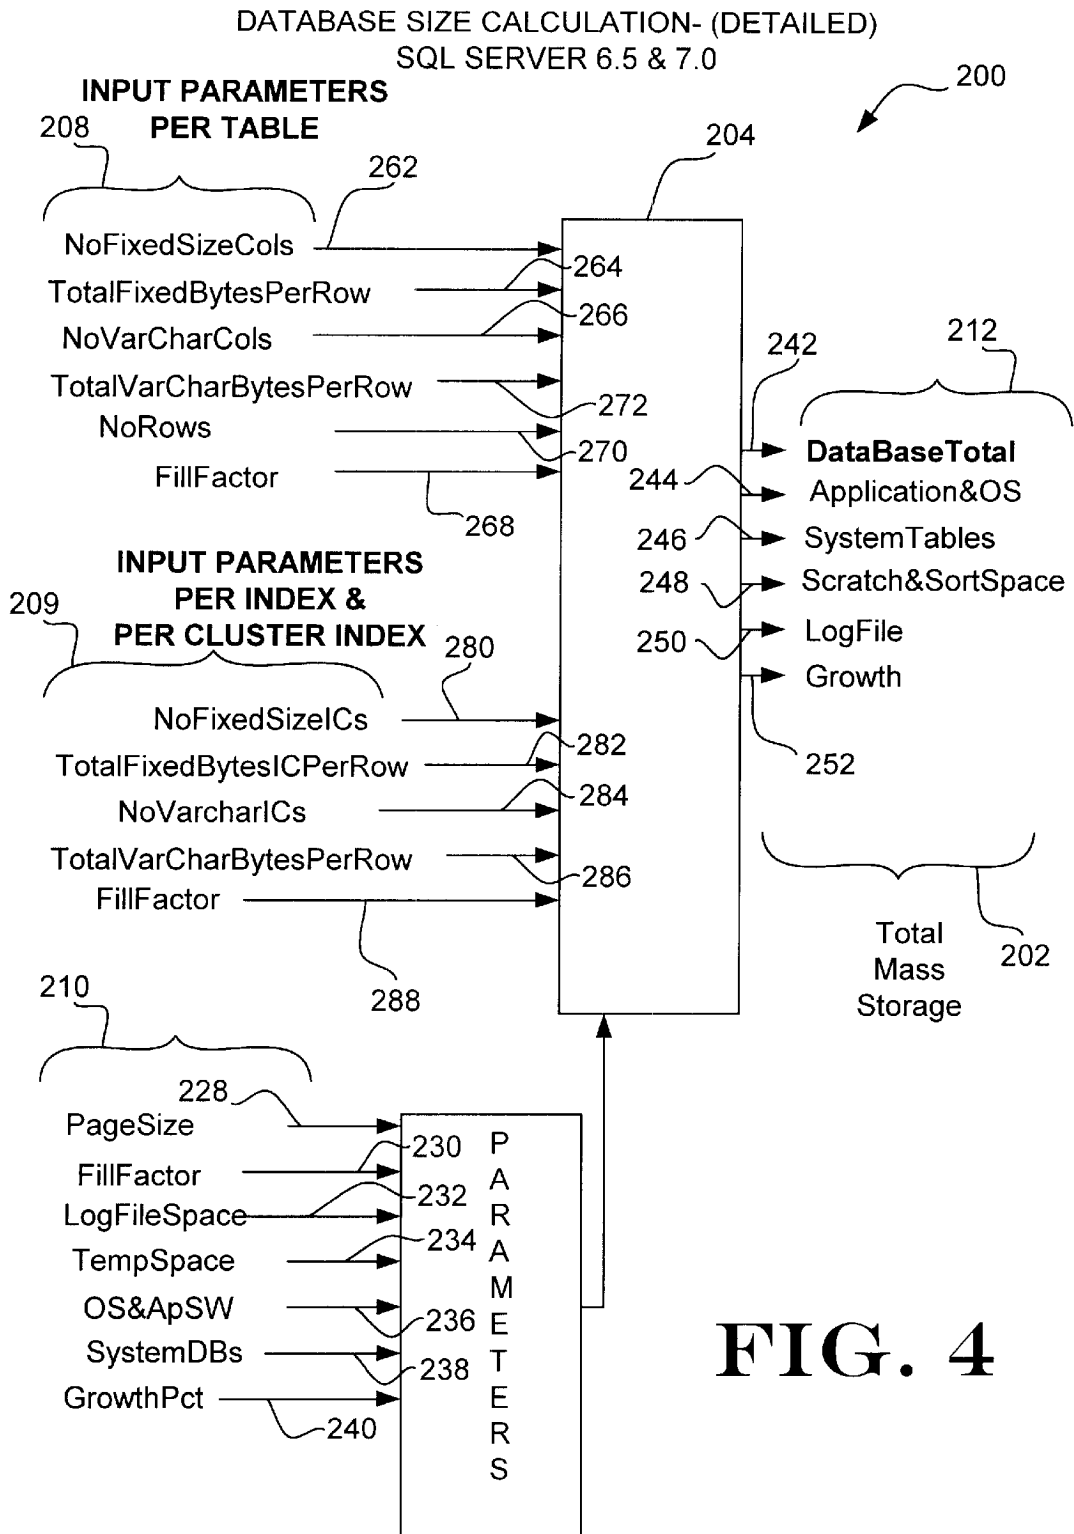 DATABASE SIZE CALCULATION- (DETAILED)
SQL SERVER 6.5 & 7.0
200
INPUT PARAMETERS
PER TABLE
208
262
204
NoFixedSizeCols
264
TotalFixedBytesPerRow
266
NoVarCharCols
TotalVarCharBytesPerRow
272
NoRows
270
FillFactor
268
242
212
DataBaseTotal
244
Application&OS
246
SystemTables
248
Scratch&SortSpace
250
LogFile
Growth
252
INPUT PARAMETERS
PER INDEX &
PER CLUSTER INDEX
209
280
NoFixedSizeICs
282
TotalFixedBytesICPerRow
284
NoVarcharICs
TotalVarCharBytesPerRow
286
FillFactor
288
202
Total
Mass
Storage
210
228
PageSize
230
FillFactor
232
LogFileSpace
234
TempSpace
OS&ApSW
236
SystemDBs
238
GrowthPct
240
PARAMETERS
FIG. 4